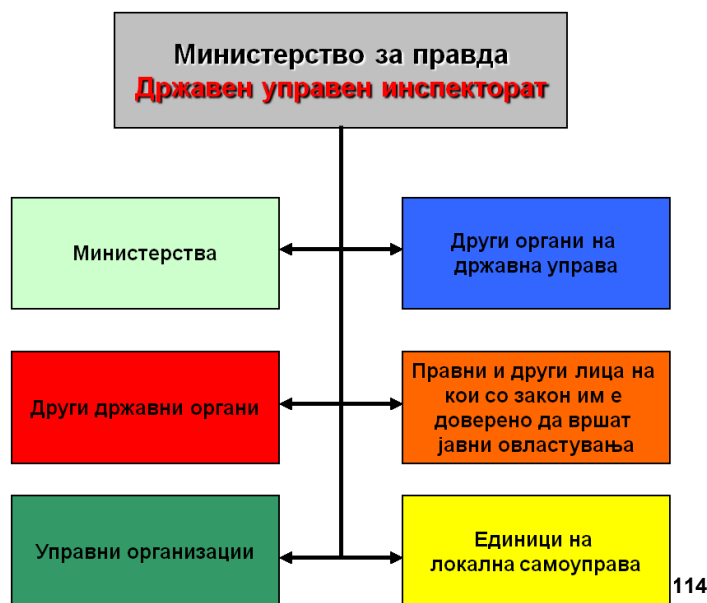 Министерство за правда
Државен управен инспекторат
Министерства
Други органи на
државна управа
Други државни органи
Правни и други лица на
кои со закон им е
доверено да вршат
јавни овластувања
Управни организации
Единици на
локална самоуправа
114